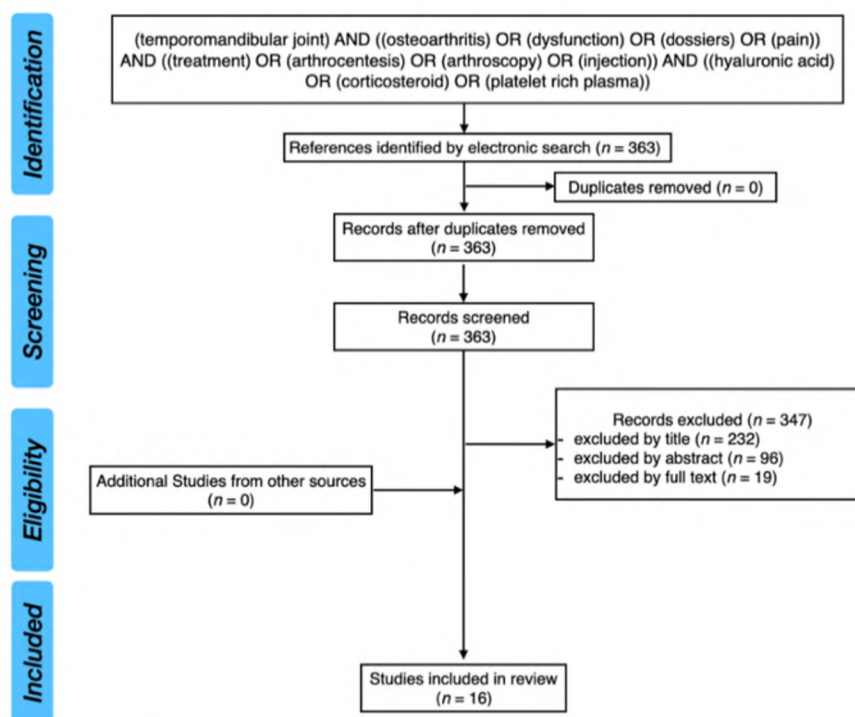 Identification
(temporomandibular joint) AND ((osteoarthritis) OR (dysfunction) OR (dossiers) OR (pain))
AND ((treatment) OR (arthrocentesis) OR (arthroscopy) OR (injection)) AND ((hyaluronic acid)
OR (corticosteroid) OR (platelet rich plasma))
References identified by electronic search (n = 363)
Duplicates removed (n = 0)
Screening
Records after duplicates removed
(n = 363)
Records screened
(n = 363)
Eligibility
Records excluded (n = 347)
- excluded by title (n = 232)
- excluded by abstract (n = 96)
- excluded by full text (n = 19)
Additional Studies from other sources
(n = 0)
Included
Studies included in review
(n = 16)